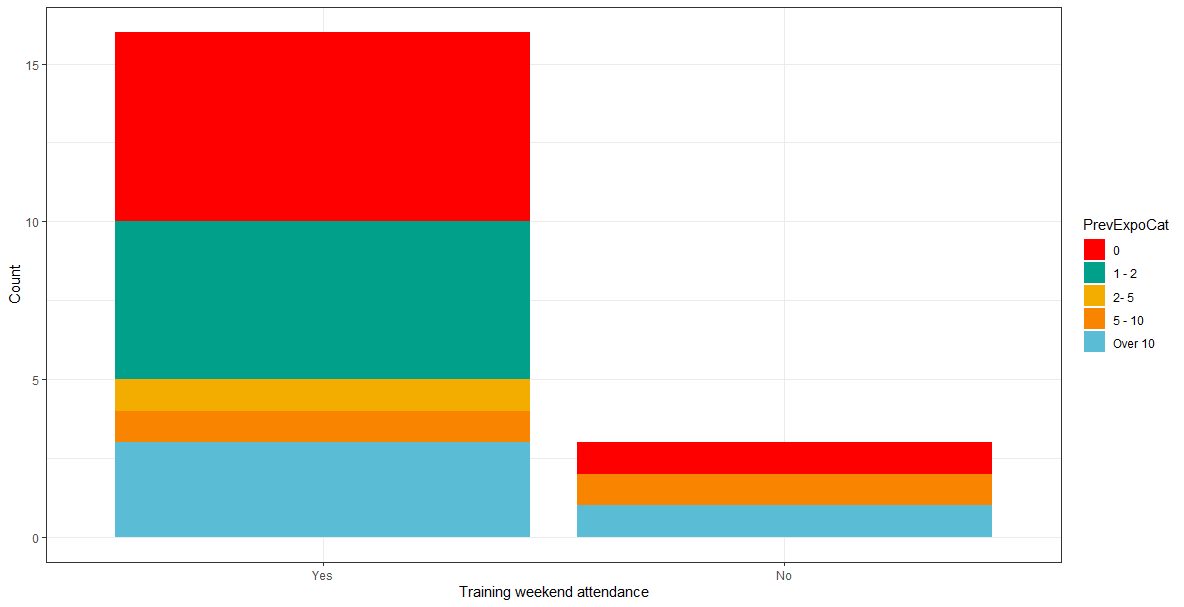 15
10
5
0
Count
Yes
No
Training weekend attendance
PrevExpoCat
0
1 - 2
2- 5
5 - 10
Over 10